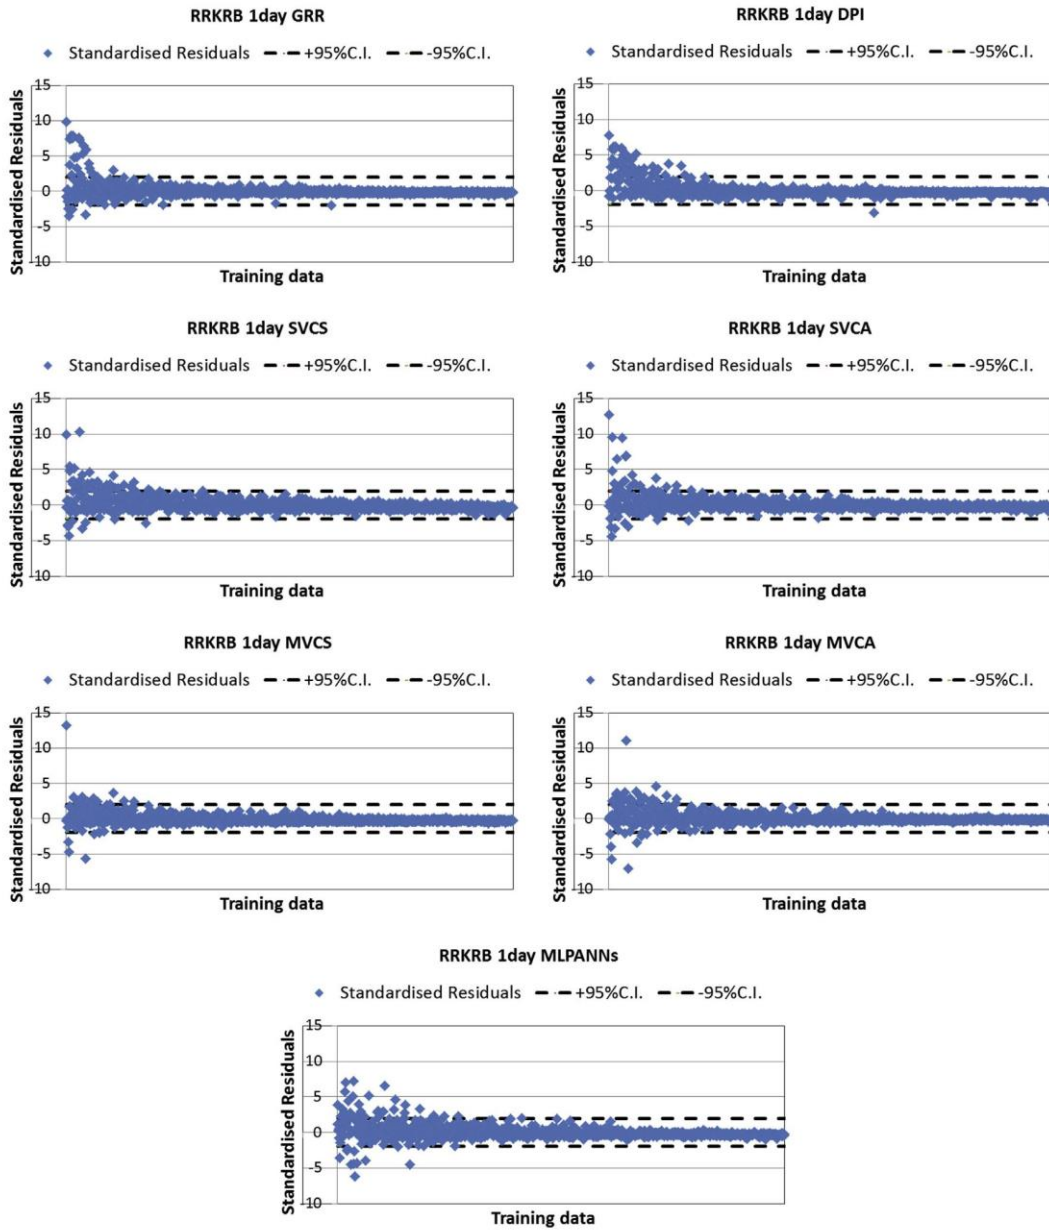 RRKRB 1day GRR
Standardised Residuals +95%C.I. -95%C.I.
Standardised Residuals
15
10
5
0
-5
-10
Training data
RRKRB 1day DPI
Standardised Residuals +95%C.I. -95%C.I.
Standardised Residuals
15
10
5
0
-5
-10
Training data
RRKRB 1day SVCS
Standardised Residuals +95%C.I. -95%C.I.
Standardised Residuals
15
10
5
0
-5
-10
Training data
RRKRB 1day SVCA
Standardised Residuals +95%C.I. -95%C.I.
Standardised Residuals
15
10
5
0
-5
-10
Training data
RRKRB 1day MVCS
Standardised Residuals +95%C.I. -95%C.I.
Standardised Residuals
15
10
5
0
-5
-10
Training data
RRKRB 1day MVCA
Standardised Residuals +95%C.I. -95%C.I.
Standardised Residuals
15
10
5
0
-5
-10
Training data
RRKRB 1day MLPANNs
Standardised Residuals +95%C.I. -95%C.I.
Standardised Residuals
15
10
5
0
-5
-10
Training data